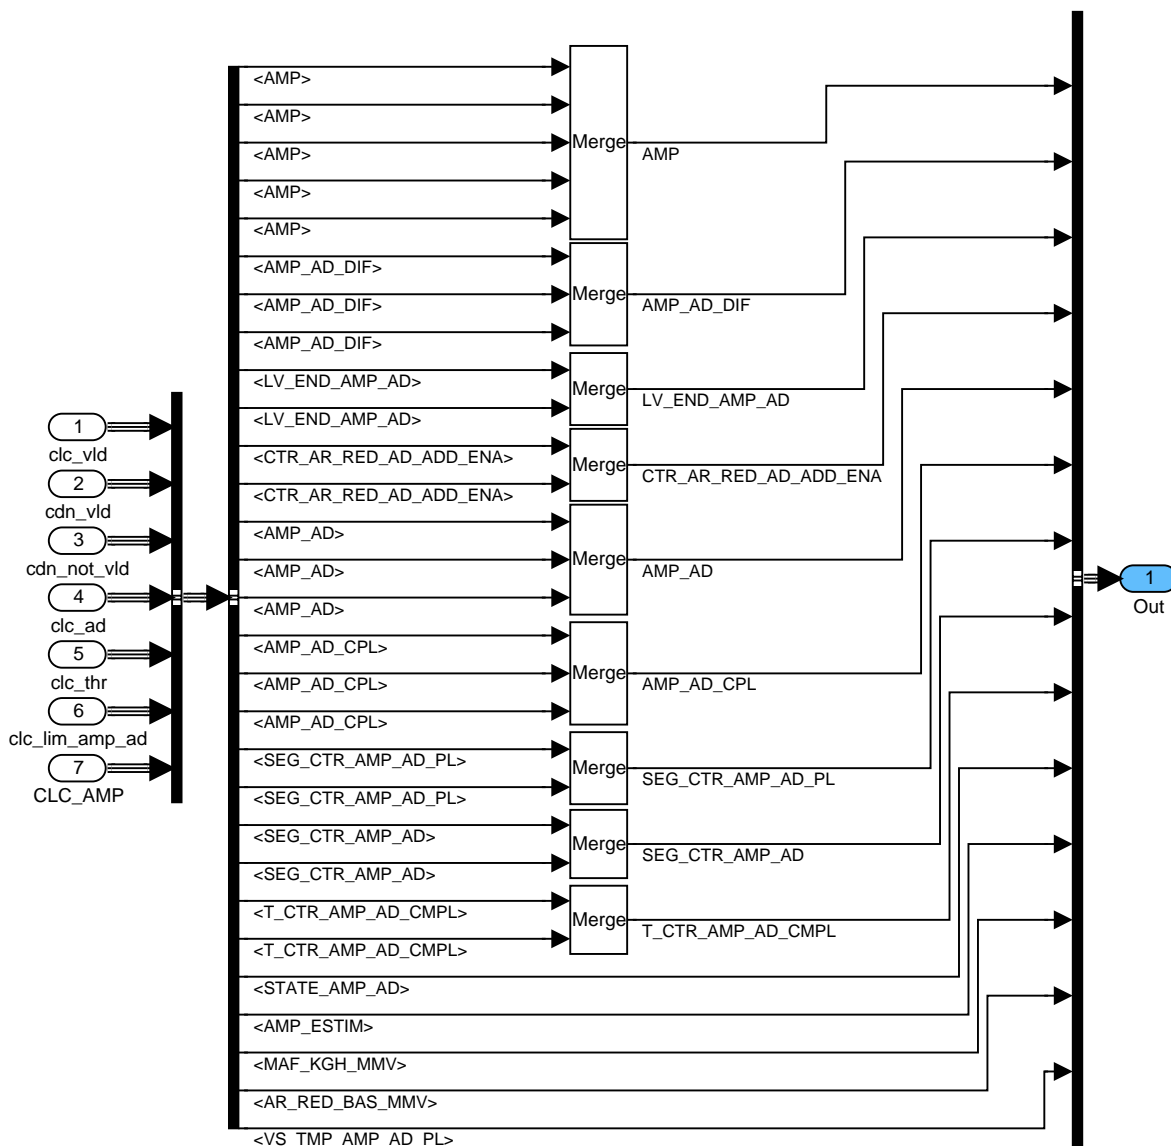 1
clc_vld
2
cdn_vld
3
cdn_not_vld
4
clc_ad
5
clc_thr
6
clc_lim_amp_ad
7
CLC_AMP
<AMP>
<AMP>
<AMP>
<AMP>
<AMP>
<AMP_AD_DIF>
<AMP_AD_DIF>
<AMP_AD_DIF>
<LV_END_AMP_AD>
<LV_END_AMP_AD>
<CTR_AR_RED_AD_ADD_ENA>
<CTR_AR_RED_AD_ADD_ENA>
<AMP_AD>
<AMP_AD>
<AMP_AD>
<AMP_AD_CPL>
<AMP_AD_CPL>
<AMP_AD_CPL>
<SEG_CTR_AMP_AD_PL>
<SEG_CTR_AMP_AD_PL>
<SEG_CTR_AMP_AD>
<SEG_CTR_AMP_AD>
<T_CTR_AMP_AD_CMPL>
<T_CTR_AMP_AD_CMPL>
<STATE_AMP_AD>
<AMP_ESTIM>
<MAF_KGH_MMV>
<AR_RED_BAS_MMV>
<VS_TMP_AMP_AD_PL>
Merge
AMP
Merge
AMP_AD_DIF
Merge
LV_END_AMP_AD
Merge
CTR_AR_RED_AD_ADD_ENA
Merge
AMP_AD
Merge
AMP_AD_CPL
Merge
SEG_CTR_AMP_AD_PL
Merge
SEG_CTR_AMP_AD
Merge
T_CTR_AMP_AD_CMPL
1
Out